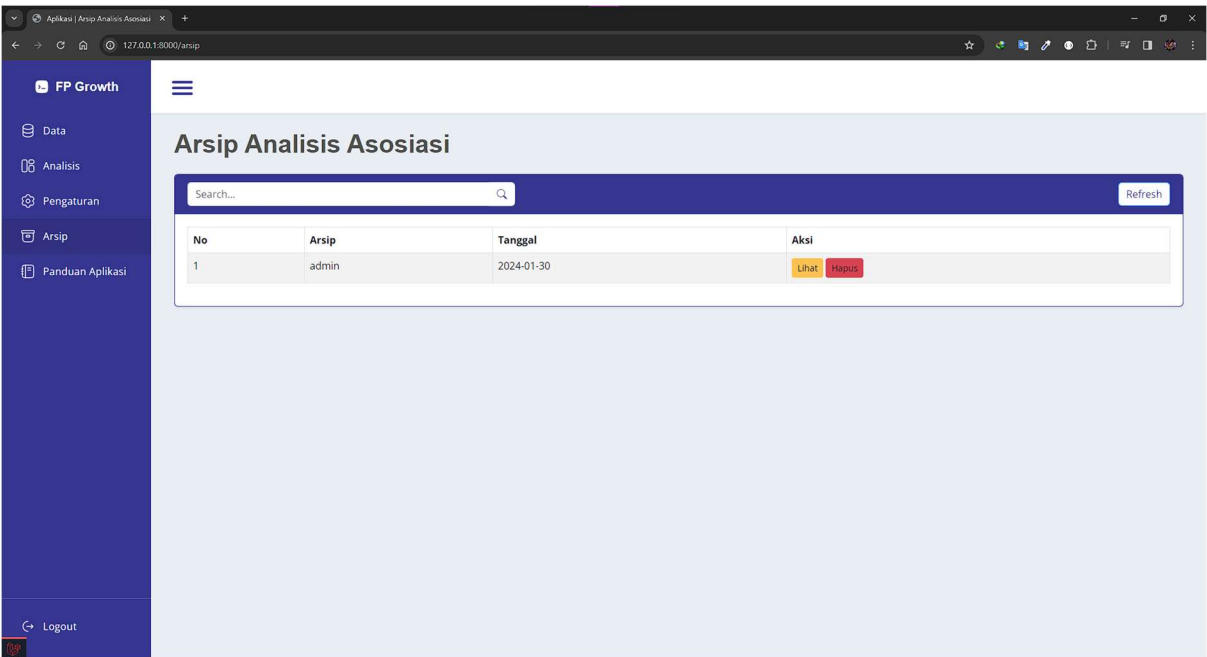 Aplikasi | Arsip Analisis Asosiasi
127.0.0.1:8000/arsip
FP Growth
Data
Analisis
Pengaturan
Arsip
Panduan Aplikasi
Logout
Arsip Analisis Asosiasi
Search...
Refresh
No Arsip Tanggal Aksi
1 admin 2024-01-30 Lihat Hapus